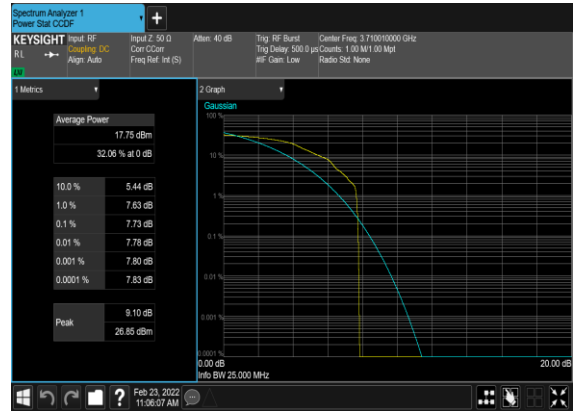 Spectrum Analyzer 1
Power Stat CCDF
KEYSIGHT
RL
LW
Input: RF
Coupling: DC
Align: Auto
Input Z: 50 Ω
Corr CCorr
Freq Ref: Int (S)
Atten: 40 dB
Trig: RF Burst
Trig Delay: 500.0 µs
#IF Gain: Low
Center Freq: 3.710010000 GHz
Counts: 1.00 M/1.00 Mpt
Radio Std: None
1 Metrics
Average Power
17.75 dBm
32.06 % at 0 dB
10.0 % 5.44 dB
1.0 % 7.63 dB
0.1 % 7.73 dB
0.01 % 7.78 dB
0.001 % 7.80 dB
0.0001 % 7.83 dB
Peak
9.10 dB
26.85 dBm
2 Graph
Gaussian
100 %
10 %
1 %
0.1 %
0.01 %
0.001 %
0.0001 %
0.00 dB
20.00 dB
Info BW 25.000 MHz
?
Feb 23, 2022
11:06:07 AM